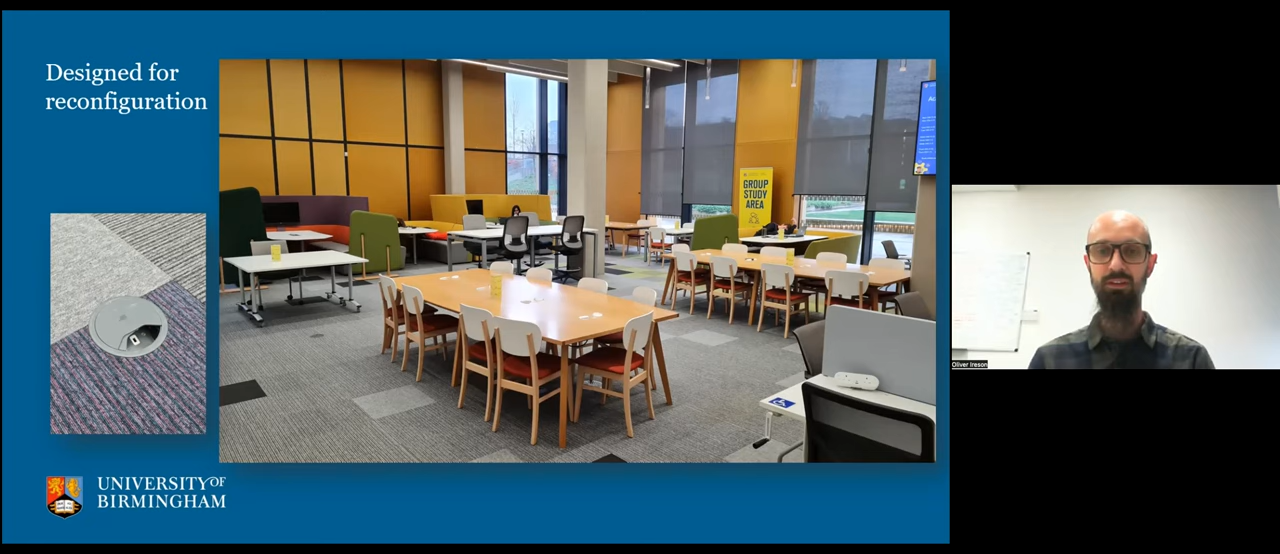 Designed for
reconfiguration
GROUP
STUDY
AREA
UNIVERSITY OF
BIRMINGHAM
Oliver Ireson